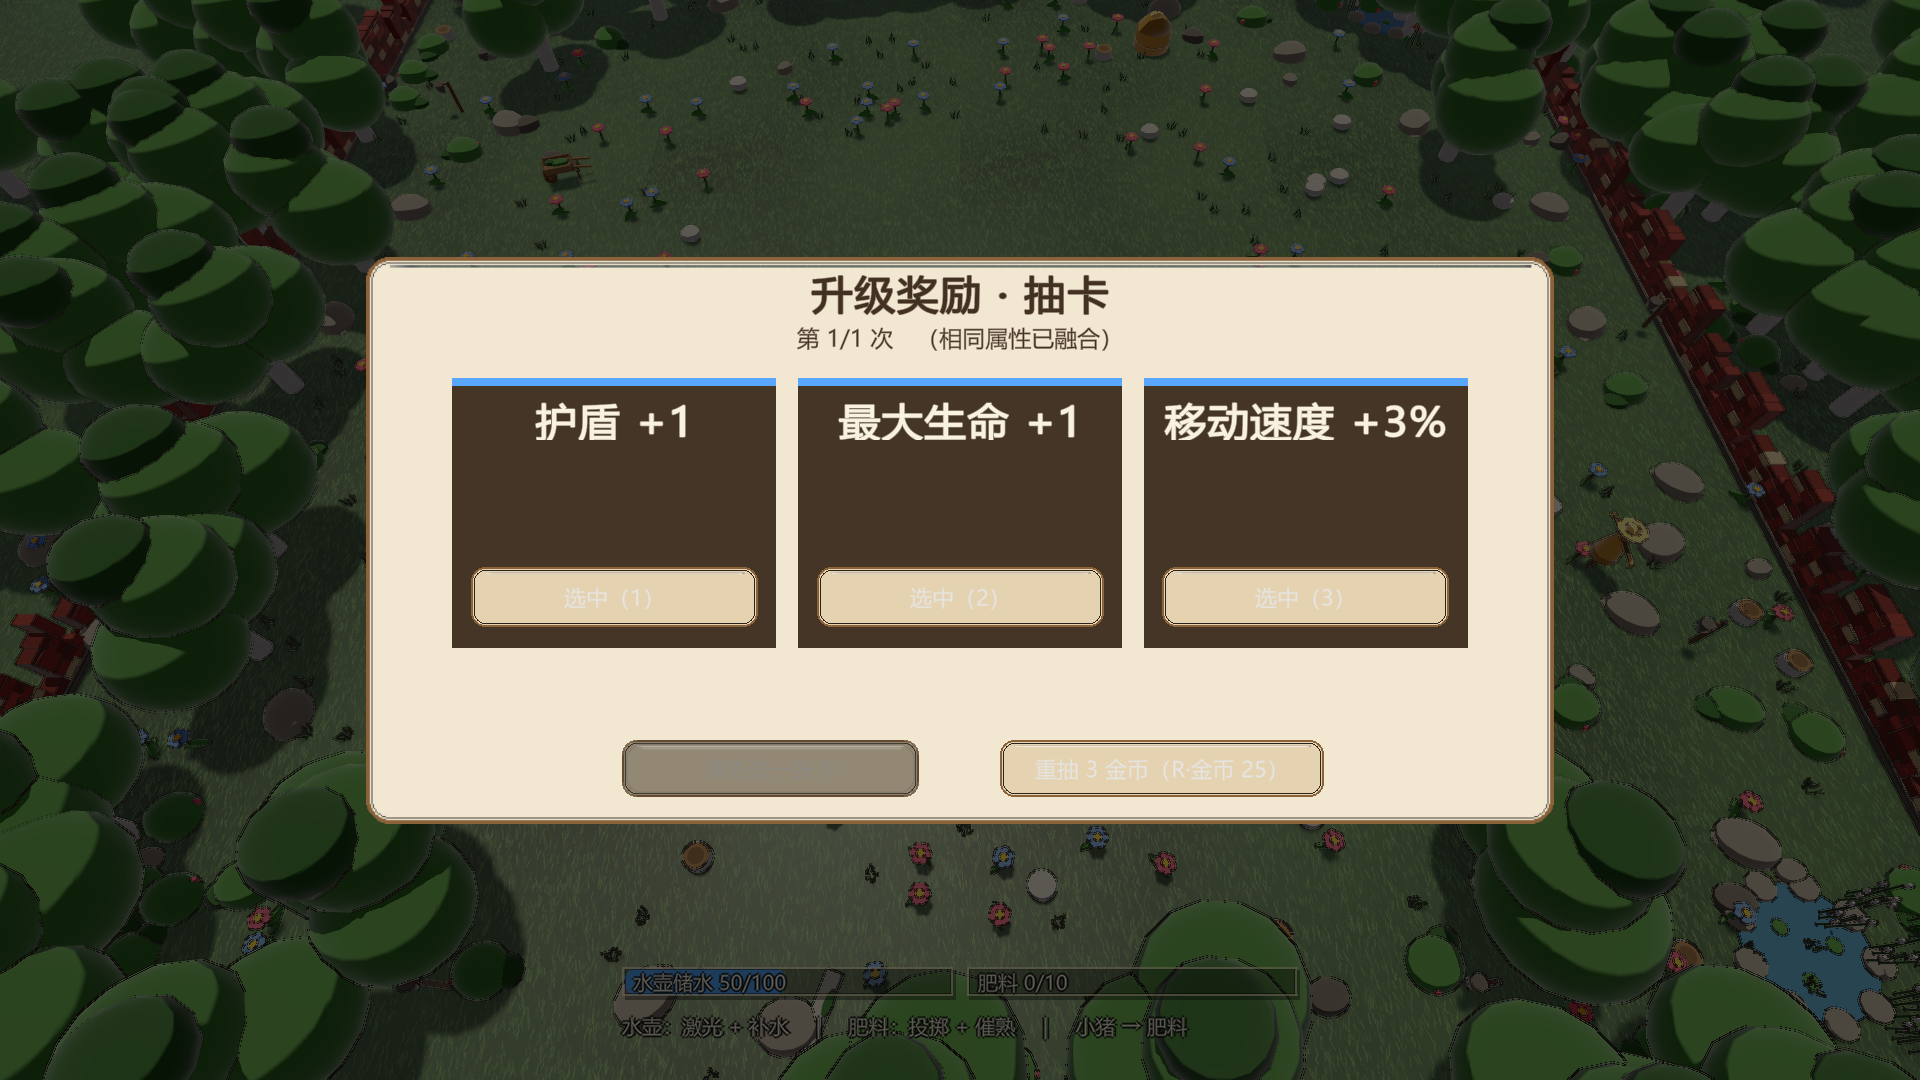 升级奖励 · 抽卡
第 1/1 次 （相同属性已融合）
护盾 +1
最大生命 +1
移动速度 +3%
选中（1）
选中（2）
选中（3）
重抽 3 金币（R·金币 25）
水壶储水 50/100
肥料 0/10
水壶：激光 + 补水 | 肥料：投掷 + 催熟 | 小猪 → 肥料